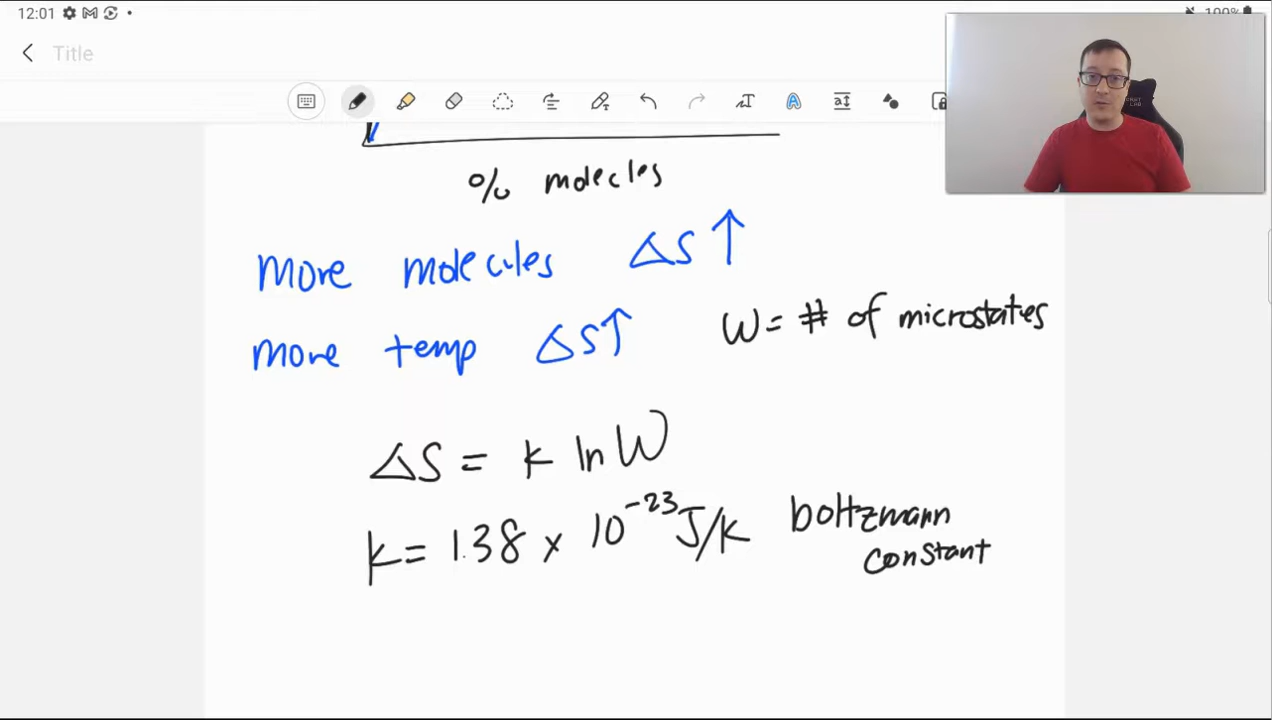 12:01
100%
Title
% molecles
More molecules ΔS ↑
W = # of microstates
more temp ΔS↑
ΔS = k ln W
k = 1.38 x 10⁻²³ J/K boltzmann
constant